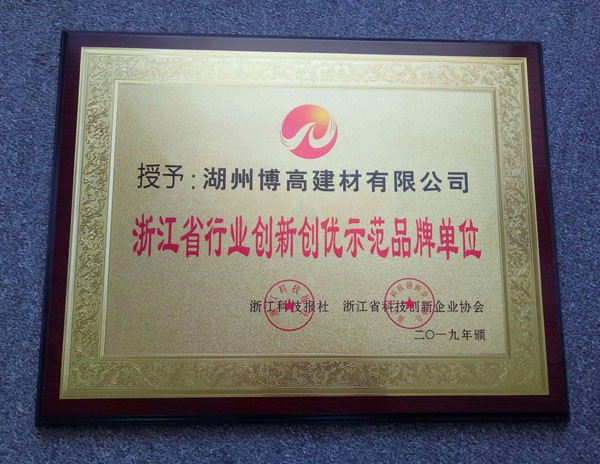 授予:湖州博高建材有限公司
浙江省行业创新创优示范品牌单位
浙江科技报社 浙江省科技创新企业协会
二〇一九年颁